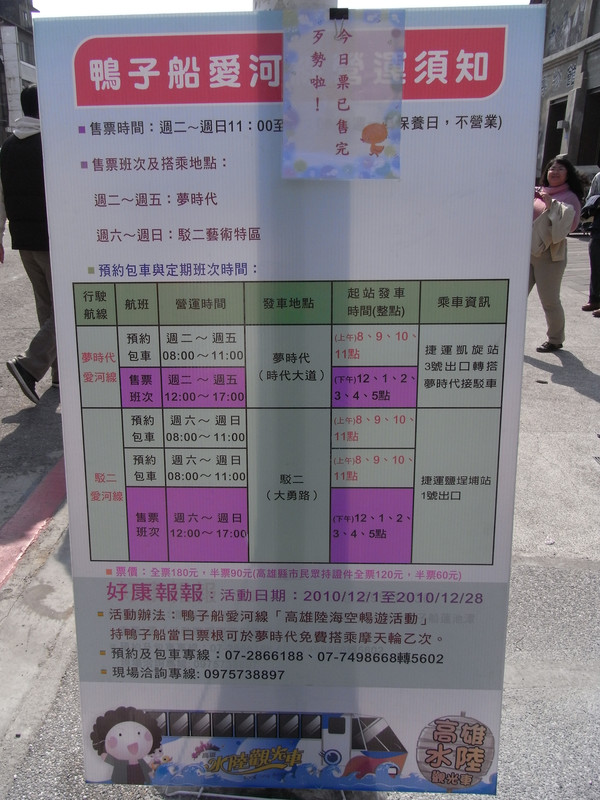 鴨子船愛河 營運須知
今日票已售完
歹勢啦！
■售票時間：週二～週日11：00至 保養日，不營業)
■售票班次及搭乘地點：
週二～週五：夢時代
週六～週日：駁二藝術特區
■預約包車與定期班次時間：
行駛航線 航班 營運時間 發車地點 起站發車時間(整點) 乘車資訊
夢時代愛河線 預約包車 週二～週五 08:00～11:00 夢時代（時代大道） (上午)8、9、10、11點 捷運凱旋站3號出口轉搭夢時代接駁車
售票班次 週二～週五 12:00～17:00 (下午)12、1、2、3、4、5點
駁二愛河線 預約包車 週六～週日 08:00～11:00 駁二（大勇路） (上午)8、9、10、11點 捷運鹽埕埔站1號出口
預約包車 週六～週日 08:00～11:00 (上午)8、9、10、11點
售票班次 週六～週日 12:00～17:00 (下午)12、1、2、3、4、5點
■票價：全票180元，半票90元(高雄縣市民眾持證件全票120元，半票60元)
好康報報：活動日期：2010/12/1至2010/12/28
■活動辦法：鴨子船愛河線「高雄陸海空暢遊活動」
持鴨子船當日票根可於夢時代免費搭乘摩天輪乙次。
■預約及包車專線：07-2866188、07-7498668轉5602
■現場洽詢專線：0975738897
水陸觀光車
高雄
水陸
觀光車